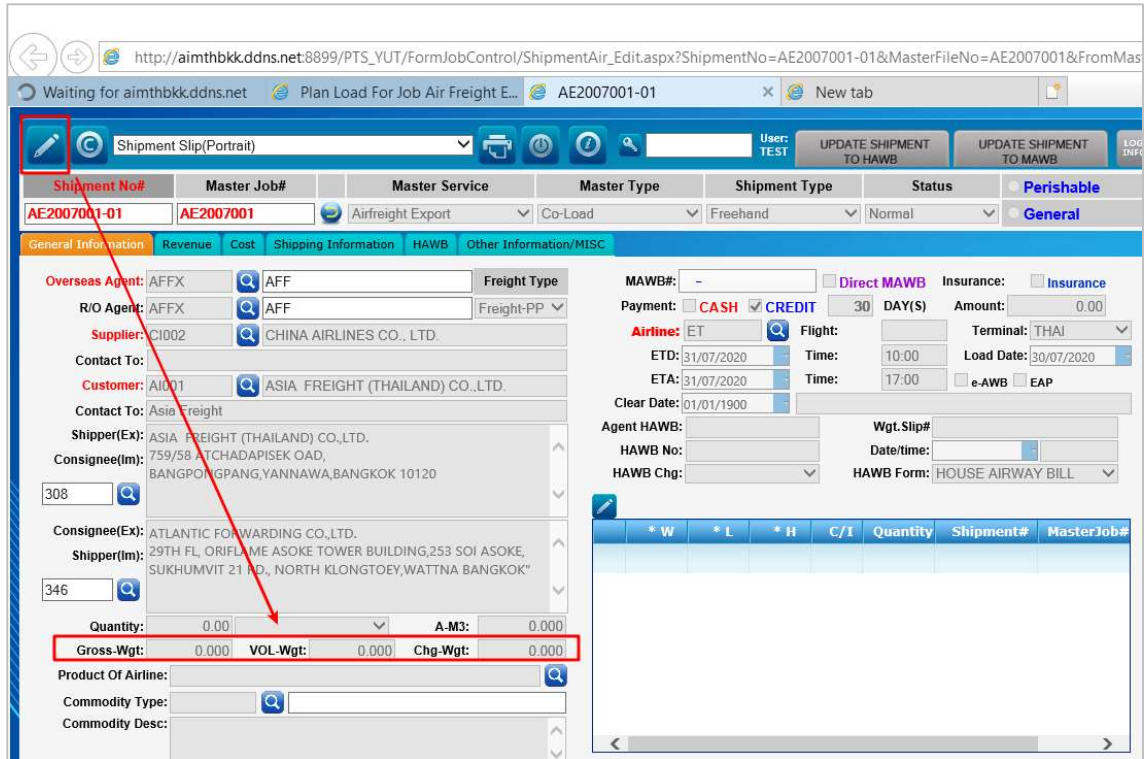 http://aimthbkk.ddns.net:8899/PTS_YUT/FormJobControl/ShipmentAir_Edit.aspx?ShipmentNo=AE2007001-01&MasterFileNo=AE2007001&FromMas
Waiting for aimthbkk.ddns.net Plan Load For Job Air Freight E... AE2007001-01 × New tab
Shipment Slip(Portrait) User: TEST UPDATE SHIPMENT TO HAWB UPDATE SHIPMENT TO MAWB LOG INFO
Shipment No# Master Job# Master Service Master Type Shipment Type Status Perishable
AE2007001-01 AE2007001 Airfreight Export Co-Load Freehand Normal General
General Information Revenue Cost Shipping Information HAWB Other Information/MISC
Overseas Agent: AFFX AFF Freight Type MAWB#: - Direct MAWB Insurance: Insurance
R/O Agent: AFFX AFF Freight-PP Payment: CASH CREDIT 30 DAY(S) Amount: 0.00
Supplier: CI002 CHINA AIRLINES CO., LTD. Airline: ET Flight: Terminal: THAI
Contact To: ETD: 31/07/2020 Time: 10:00 Load Date: 30/07/2020
Customer: AI001 ASIA FREIGHT (THAILAND) CO.,LTD. ETA: 31/07/2020 Time: 17:00 e-AWB EAP
Contact To: Asia Freight Clear Date: 01/01/1900
Shipper(Ex): ASIA FREIGHT (THAILAND) CO.,LTD. Agent HAWB: Wgt.Slip#
Consignee(Im): 759/58 ATCHADAPISEK OAD, HAWB No: Date/time:
BANGPONGPANG,YANNAWA,BANGKOK 10120 HAWB Chg: HAWB Form: HOUSE AIRWAY BILL
308
Consignee(Ex): ATLANTIC FORWARDING CO.,LTD. * W * L * H C/I Quantity Shipment# MasterJob#
Shipper(Im): 29TH FL, ORIFLAME ASOKE TOWER BUILDING,253 SOI ASOKE,
SUKHUMVIT 21 RD., NORTH KLONGTOEY,WATTNA BANGKOK"
346
Quantity: 0.00 A-M3: 0.000
Gross-Wgt: 0.000 VOL-Wgt: 0.000 Chg-Wgt: 0.000
Product Of Airline:
Commodity Type:
Commodity Desc: